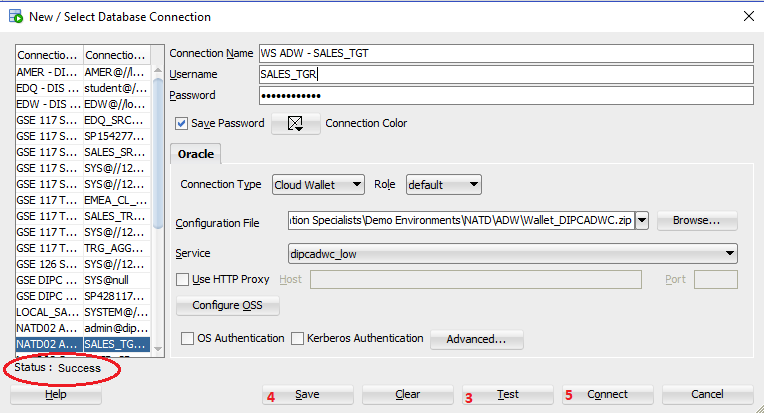 New / Select Database Connection
Connectio... Connectio...
AMER - DI... AMER@//l...
EDQ - DIS ... student@/...
EDW - DIS ... EDW@//lo...
GSE 117 S... EDQ_SRC...
GSE 117 S... SP154277...
GSE 117 S... SALES_SR...
GSE 117 S... SYS@//12...
GSE 117 S... SYS@//12...
GSE 117 T... EMEA_CL_...
GSE 117 T... SALES_TR...
GSE 117 T... SYS@//12...
GSE 117 T... TRG_AGG...
GSE 126 S... SYS@//12...
GSE DIPC ... SYS@null
GSE DIPC ... SP428117...
LOCAL_SA... SYSTEM@/...
NATD02 A... admin@dip...
NATD02 A... SALES_TG...
Status : Success
Connection Name WS ADW - SALES_TGT
Username SALES_TGR
Password ••••••••••••
Save Password Connection Color
Oracle
Connection Type Cloud Wallet Role default
Configuration File tion Specialists\Demo Environments\NATD\ADW\Wallet_DIPCADWC.zip Browse...
Service dipcadwc_low
Use HTTP Proxy Host Port
Configure OSS
OS Authentication Kerberos Authentication Advanced...
Help 4 Save Clear 3 Test 5 Connect Cancel